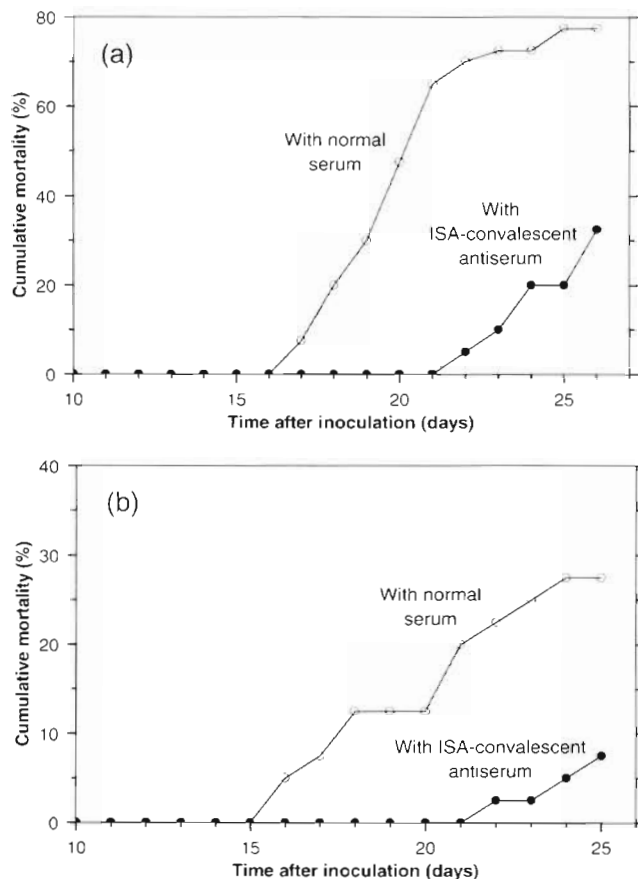 80
(a)
60
With normal
serum
With
ISA-convalescent
antiserum
40
20
0
Cumulative mortality (%)
10 15 20 25
Time after inoculation (days)
40
(b)
30
With normal
serum
20
With ISA-convalescent
antiserum
10
0
Cumulative mortality (%)
10 15 20 25
Time after inoculation (days)